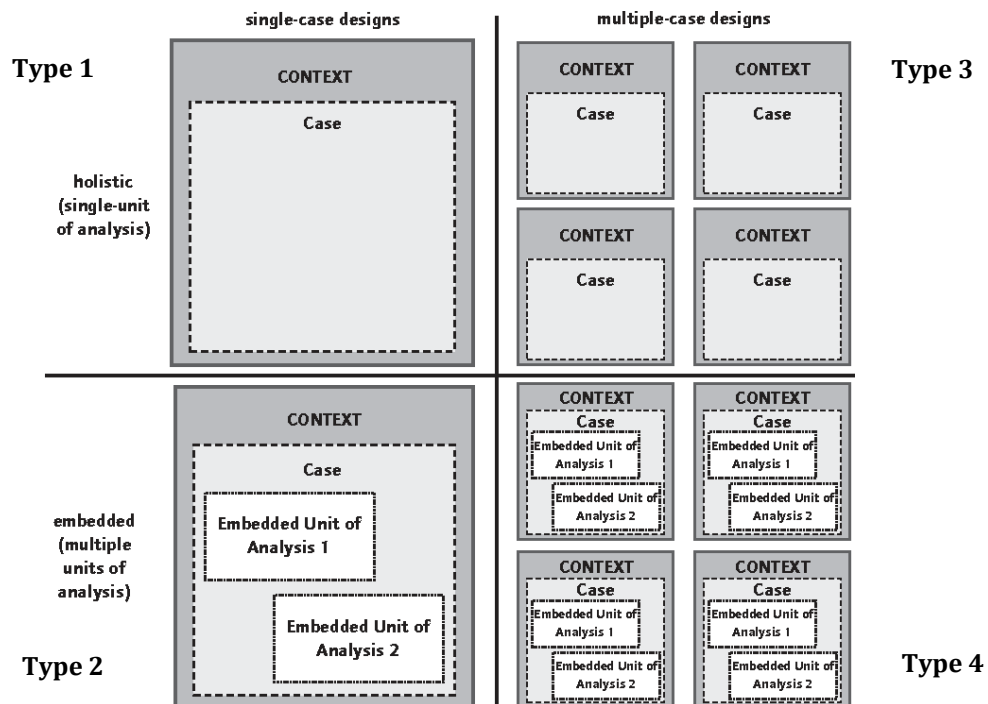 single-case designs
multiple-case designs
Type 1
Type 3
CONTEXT
Case
holistic
(single-unit
of analysis)
CONTEXT
Case
CONTEXT
Case
CONTEXT
Case
CONTEXT
Case
embedded
(multiple
units of
analysis)
Type 2
CONTEXT
Case
Embedded Unit of
Analysis 1
Embedded Unit of
Analysis 2
CONTEXT
Case
Embedded Unit of
Analysis 1
Embedded Unit of
Analysis 2
CONTEXT
Case
Embedded Unit of
Analysis 1
Embedded Unit of
Analysis 2
CONTEXT
Case
Embedded Unit of
Analysis 1
Embedded Unit of
Analysis 2
CONTEXT
Case
Embedded Unit of
Analysis 1
Embedded Unit of
Analysis 2
Type 4